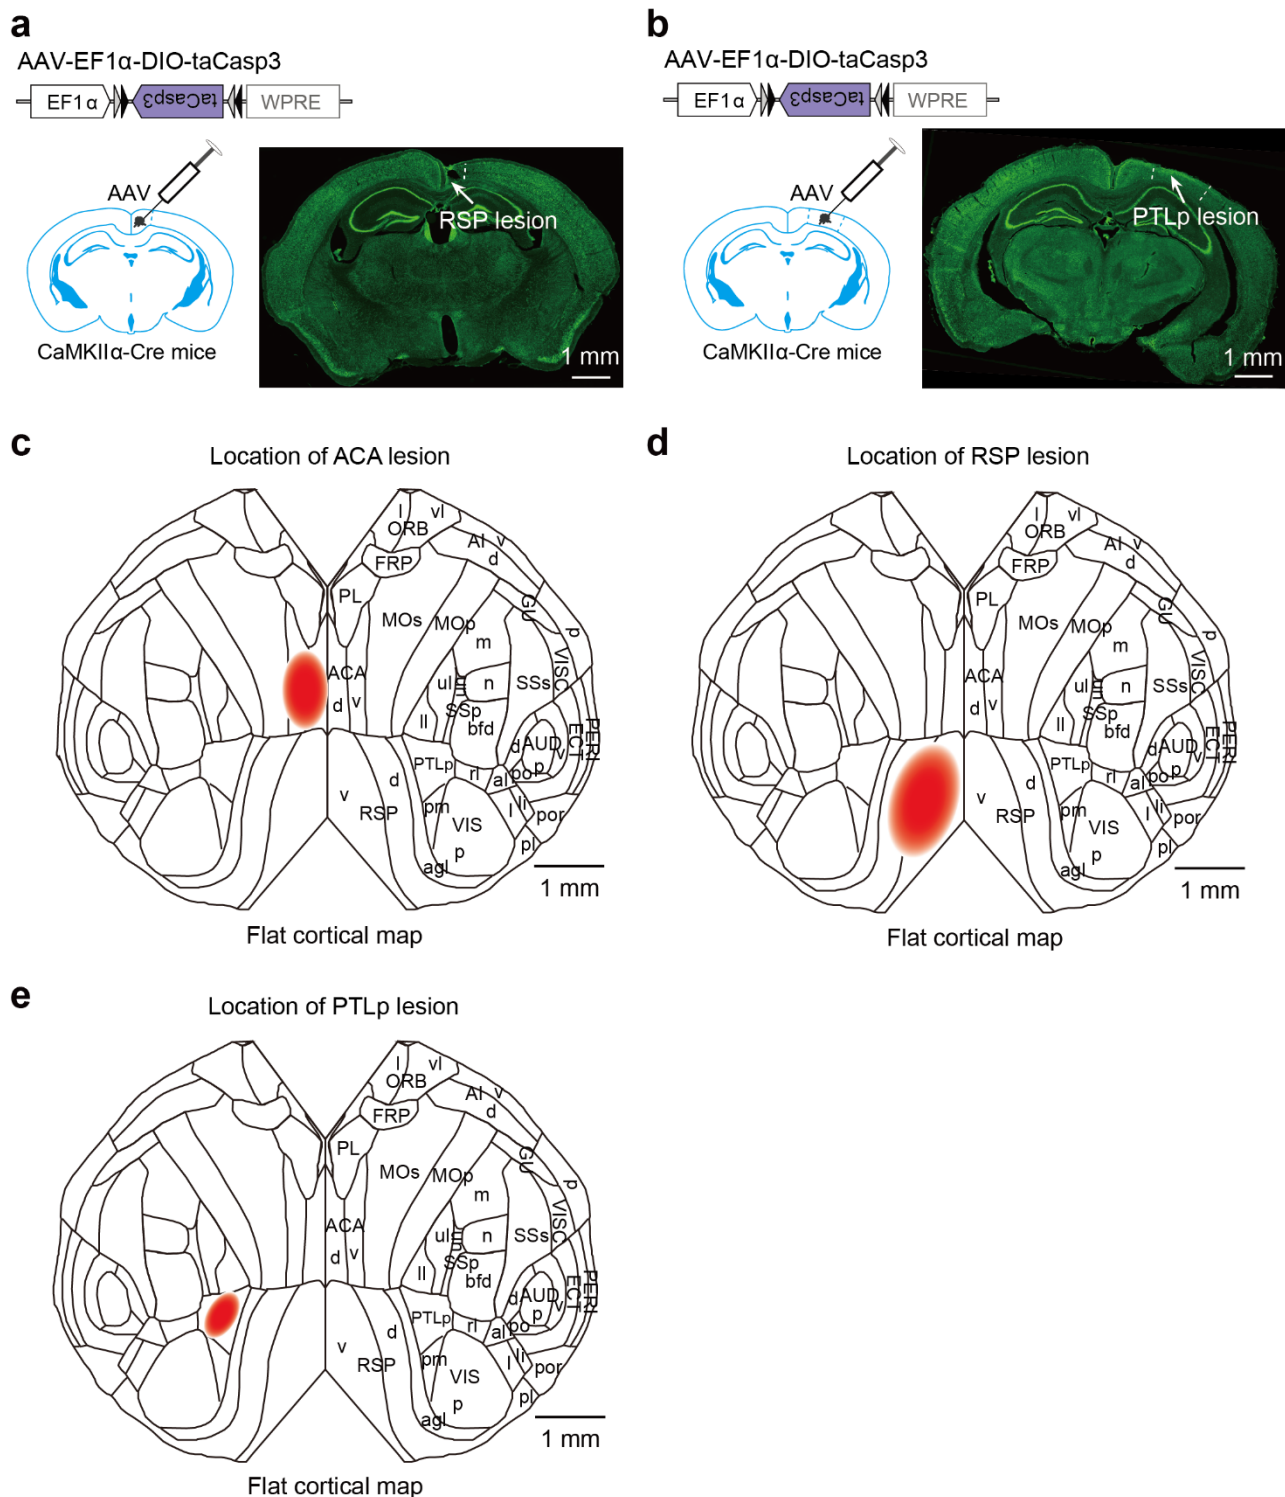 a
AAV-EF1α-DIO-taCasp3
EF1α
taCasp3
WPRE
AAV
CaMKIIα-Cre mice
RSP lesion
1 mm
b
AAV-EF1α-DIO-taCasp3
EF1α
taCasp3
WPRE
AAV
CaMKIIα-Cre mice
PTLp lesion
1 mm
c
Location of ACA lesion
l vl
ORB
AI v
d
FRP
PL
GU
MOs
MOp
m
p
VISC
ACA
ul
un
n
SSs
d v
SSp
ll
bfd
PERI
ECT
d AUD v
p
PTLp
rl
al
po
d
v
RSP
pm
VIS
l
li
por
p
pl
agl
1 mm
Flat cortical map
d
Location of RSP lesion
l vl
ORB
AI v
d
FRP
PL
GU
MOs
MOp
m
p
VISC
ACA
ul
un
n
SSs
d v
SSp
ll
bfd
PERI
ECT
d AUD v
p
PTLp
rl
al
po
d
v
RSP
pm
VIS
l
li
por
p
pl
agl
1 mm
Flat cortical map
e
Location of PTLp lesion
l vl
ORB
AI v
d
FRP
PL
GU
MOs
MOp
m
p
VISC
ACA
ul
un
n
SSs
d v
SSp
ll
bfd
PERI
ECT
d AUD v
p
PTLp
rl
al
po
d
v
RSP
pm
VIS
l
li
por
p
pl
agl
1 mm
Flat cortical map